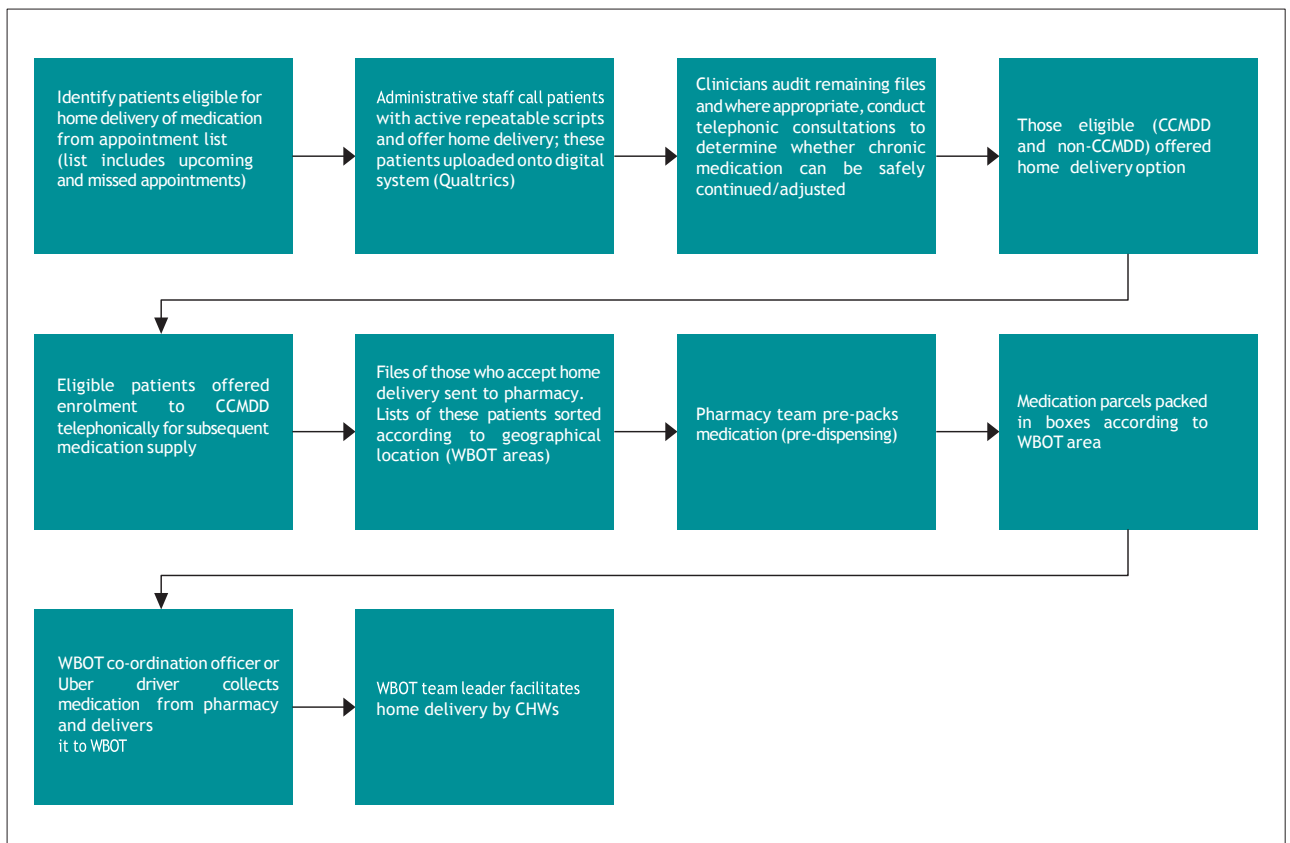 Identify patients eligible for
home delivery of medication
from appointment list
(list includes upcoming
and missed appointments)
Administrative staff call patients
with active repeatable scripts
and offer home delivery; these
patients uploaded onto digital
system (Qualtrics)
Clinicians audit remaining files
and where appropriate, conduct
telephonic consultations to
determine whether chronic
medication can be safely
continued/adjusted
Those eligible (CCMDD
and non-CCMDD) offered
home delivery option
Eligible patients offered
enrolment to CCMDD
telephonically for subsequent
medication supply
Files of those who accept home
delivery sent to pharmacy.
Lists of these patients sorted
according to geographical
location (WBOT areas)
Pharmacy team pre-packs
medication (pre-dispensing)
Medication parcels packed
in boxes according to
WBOT area
WBOT co-ordination officer or
Uber driver collects
medication from pharmacy
and delivers
it to WBOT
WBOT team leader facilitates
home delivery by CHWs